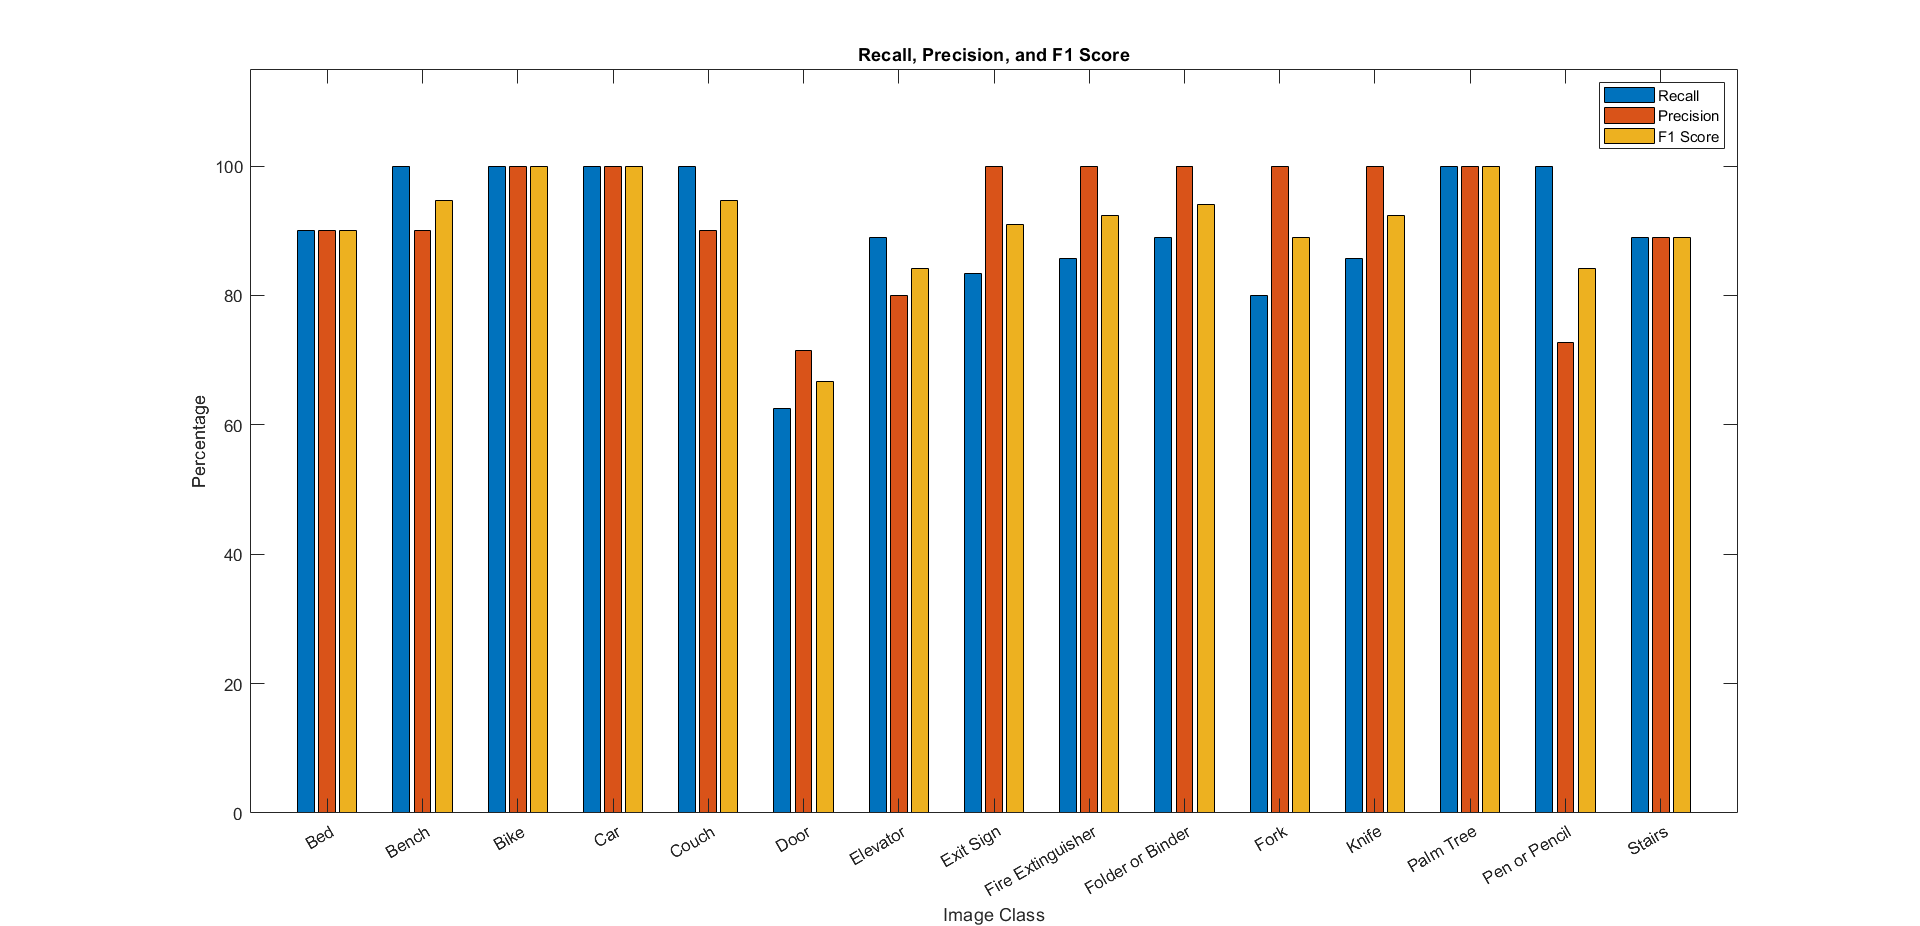 Recall, Precision, and F1 Score
Recall
Precision
F1 Score
100
80
60
40
20
0
Percentage
Bed
Bench
Bike
Car
Couch
Door
Elevator
Exit Sign
Fire Extinguisher
Folder or Binder
Fork
Knife
Palm Tree
Pen or Pencil
Stairs
Image Class